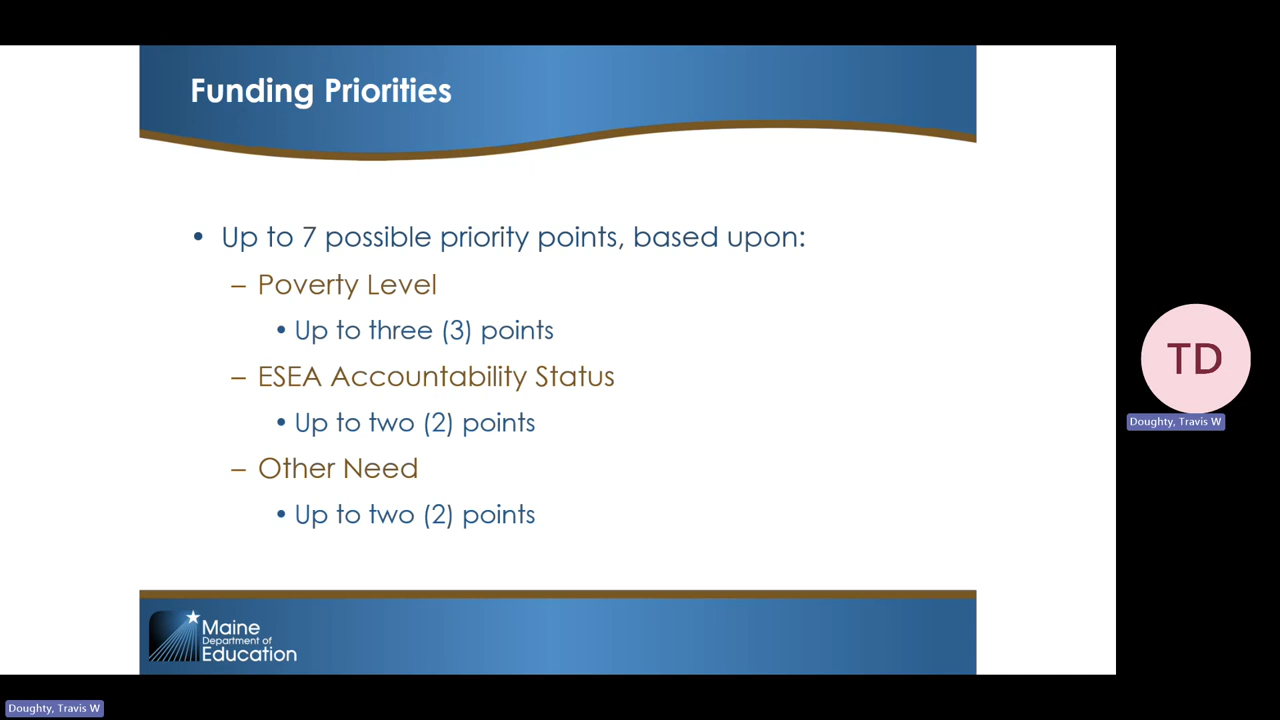 Funding Priorities
• Up to 7 possible priority points, based upon:
– Poverty Level
• Up to three (3) points
– ESEA Accountability Status
• Up to two (2) points
– Other Need
• Up to two (2) points
Maine
Department of
Education
TD
Doughty, Travis W
Doughty, Travis W